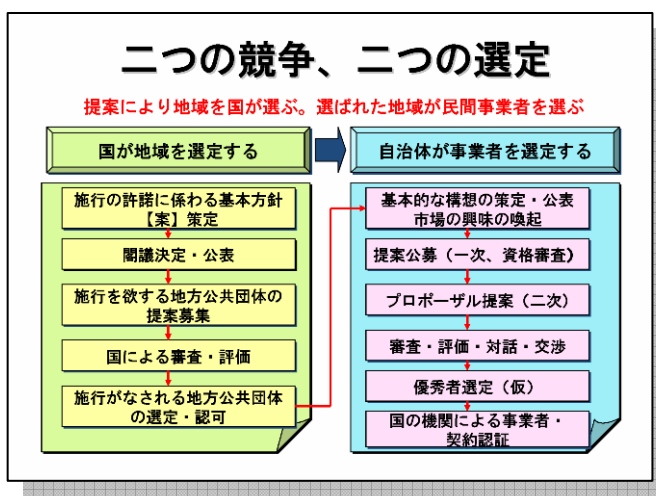 二つの競争、二つの選定
提案により地域を国が選ぶ。選ばれた地域が民間事業者を選ぶ
国が地域を選定する
施行の許諾に係わる基本方針
【案】策定
閣議決定・公表
施行を欲する地方公共団体の
提案募集
国による審査・評価
施行がなされる地方公共団体
の選定・認可
自治体が事業者を選定する
基本的な構想の策定・公表
市場の興味の喚起
提案公募（一次、資格審査）
プロポーザル提案（二次）
審査・評価・対話・交渉
優秀者選定（仮）
国の機関による事業者・
契約認証